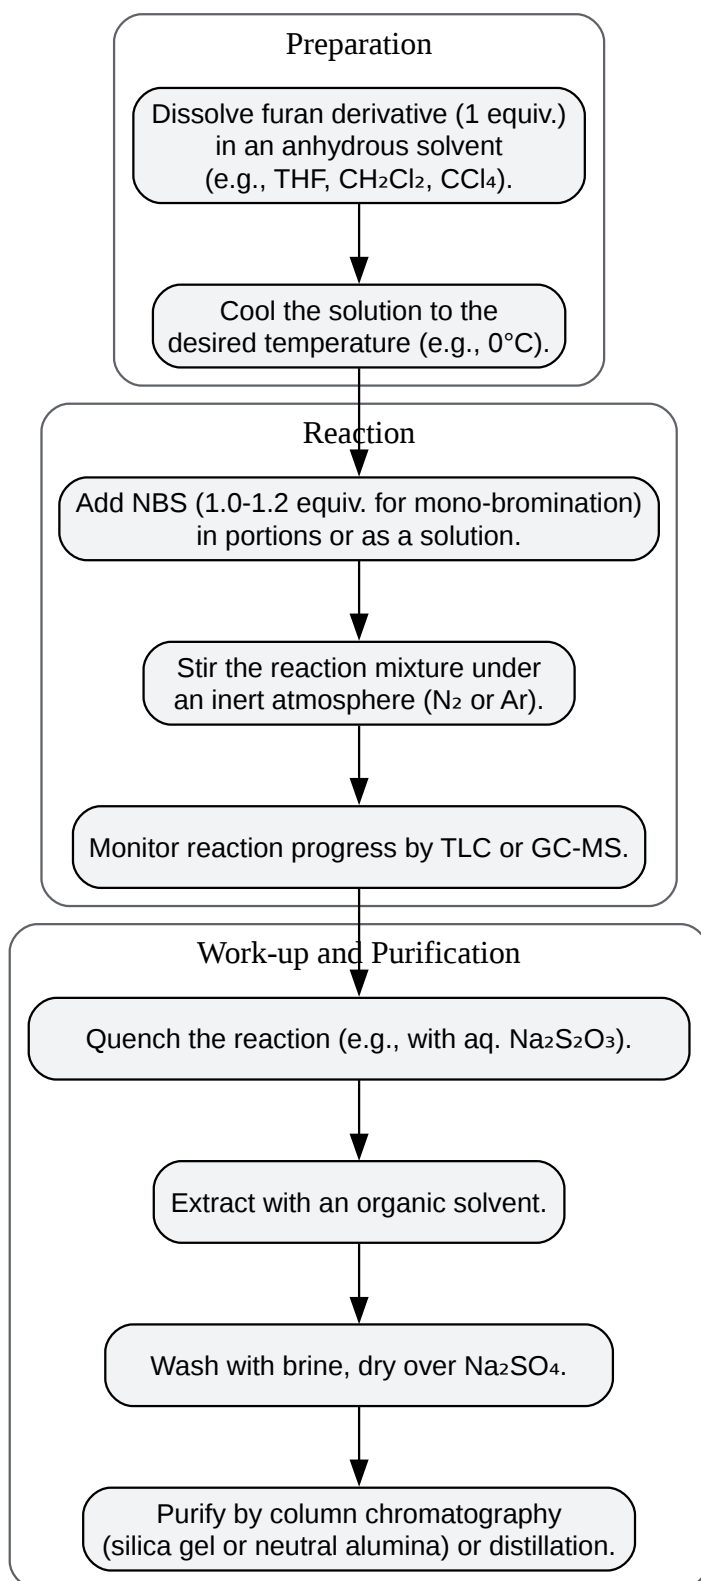 Preparation
Dissolve furan derivative (1 equiv.)
in an anhydrous solvent
(e.g., THF, CH₂Cl₂, CCl₄).
Cool the solution to the
desired temperature (e.g., 0°C).
Reaction
Add NBS (1.0-1.2 equiv. for mono-bromination)
in portions or as a solution.
Stir the reaction mixture under
an inert atmosphere (N₂ or Ar).
Monitor reaction progress by TLC or GC-MS.
Work-up and Purification
Quench the reaction (e.g., with aq. Na₂S₂O₃).
Extract with an organic solvent.
Wash with brine, dry over Na₂SO₄.
Purify by column chromatography
(silica gel or neutral alumina) or distillation.